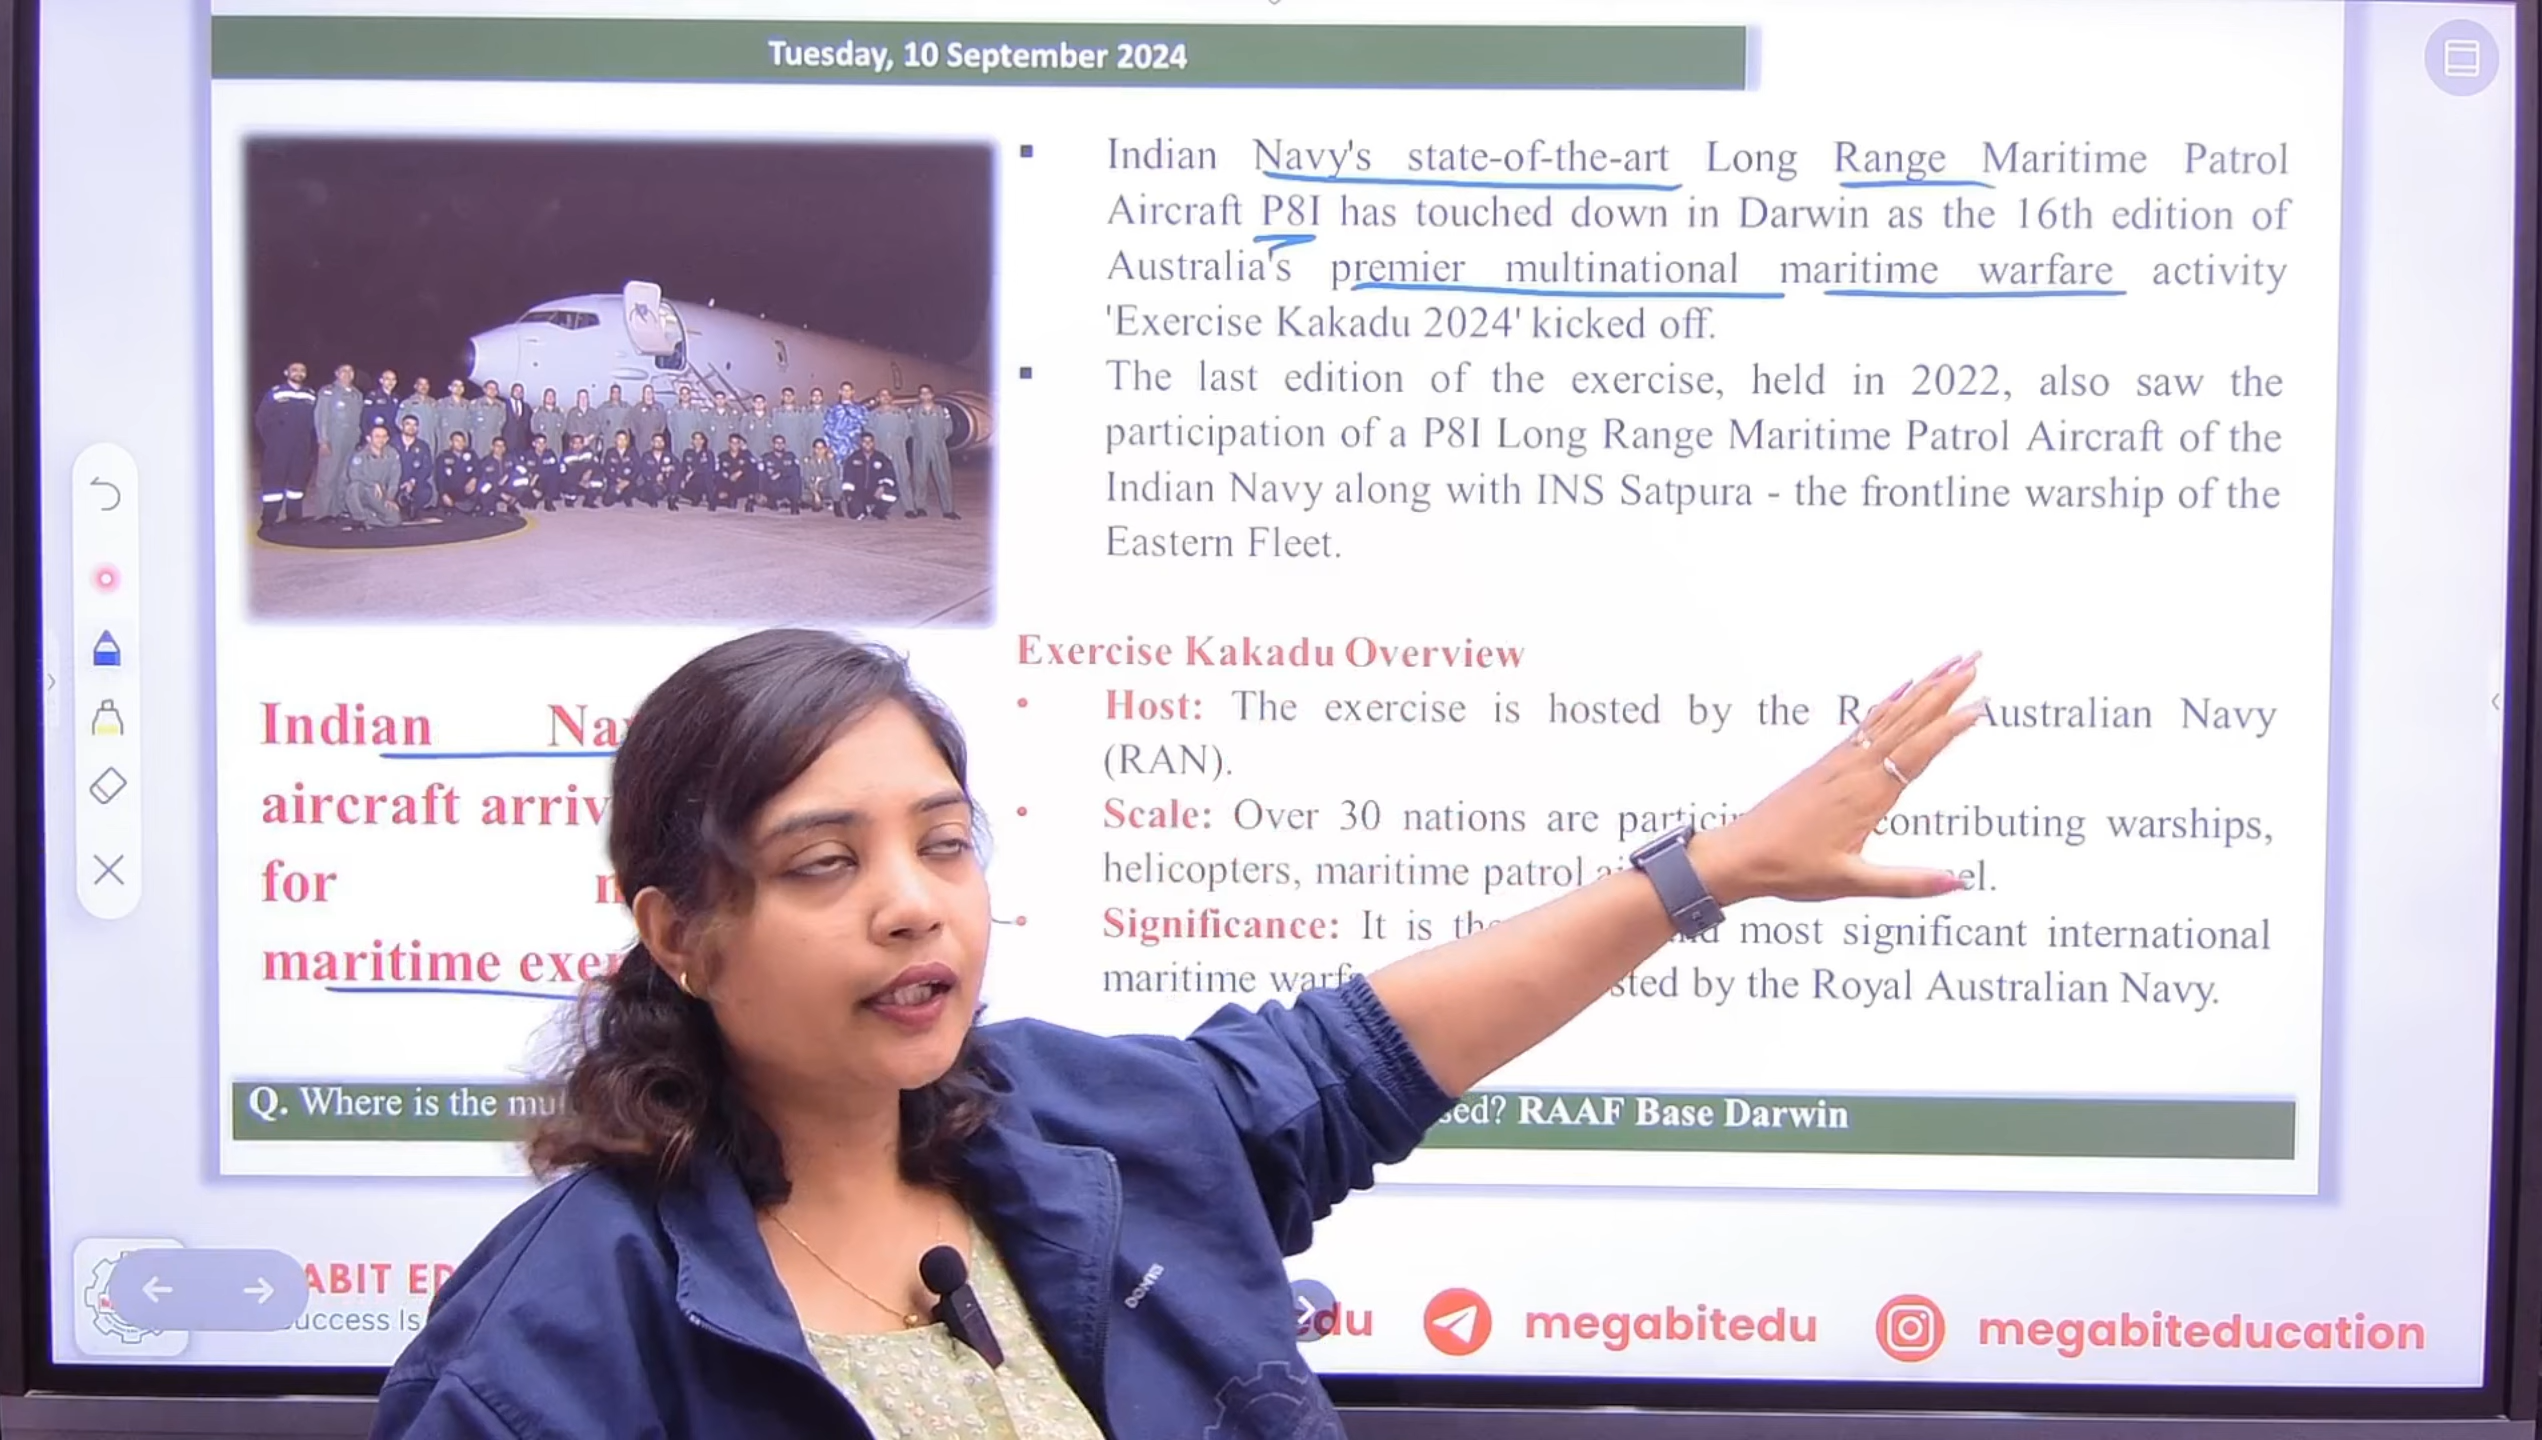 Tuesday, 10 September 2024
Indian Navy's state-of-the-art Long Range Maritime Patrol
Aircraft P8I has touched down in Darwin as the 16th edition of
Australia's premier multinational maritime warfare activity
'Exercise Kakadu 2024' kicked off.
The last edition of the exercise, held in 2022, also saw the
participation of a P8I Long Range Maritime Patrol Aircraft of the
Indian Navy along with INS Satpura - the frontline warship of the
Eastern Fleet.
Exercise Kakadu Overview
Host: The exercise is hosted by the Australian Navy
(RAN).
Scale: Over 30 nations are contributing warships,
helicopters, maritime patrol
Significance: It is most significant international
maritime by the Royal Australian Navy.
Indian
aircraft
for
maritime
Q. Where is the RAAF Base Darwin
megabitedu
megabiteducation
DONTS